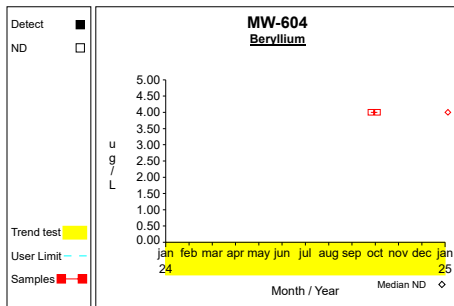 Detect
ND
Trend test
User Limit
Samples
MW-604
Beryllium
ug/L
5.00
4.50
4.00
3.50
3.00
2.50
2.00
1.50
1.00
0.50
0.00
jan feb mar apr may jun jul aug sep oct nov dec jan
24 25
Month / Year
Median ND